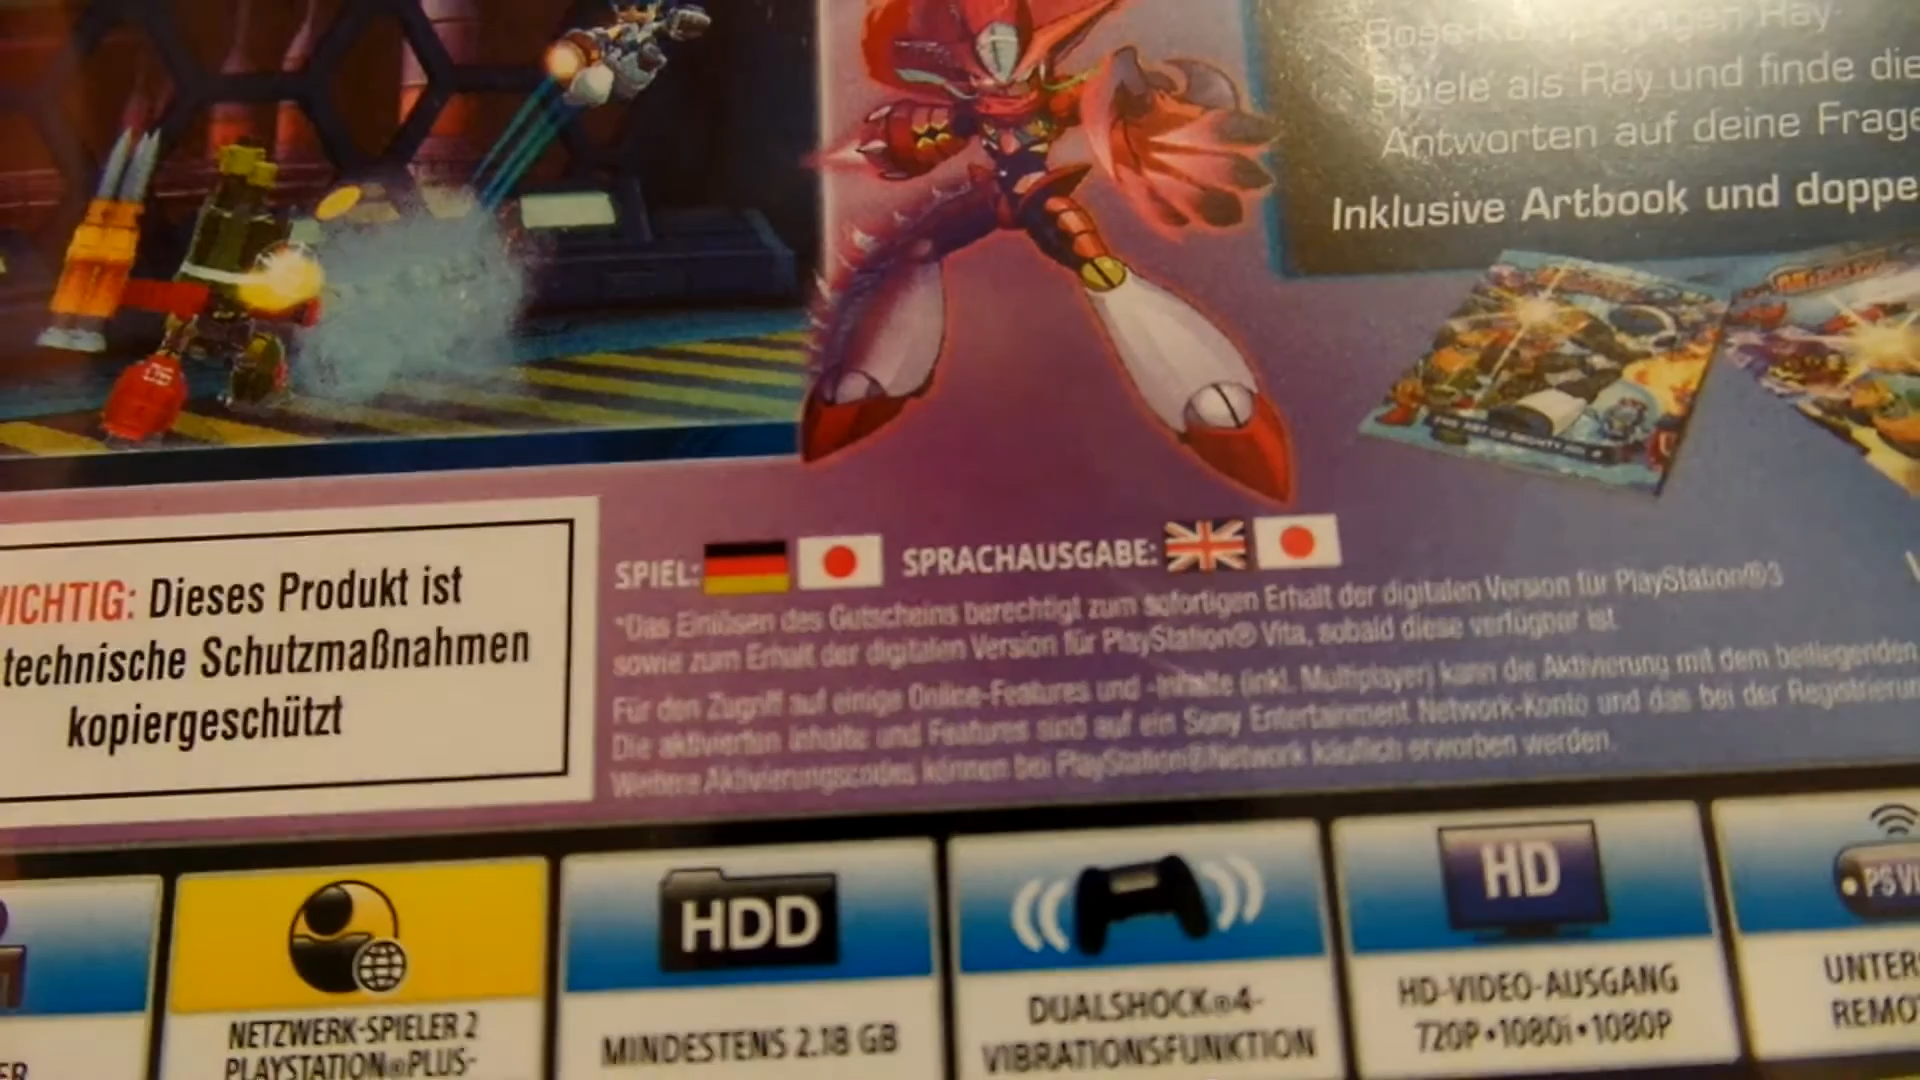 Spiele als Ray und finde die
Antworten auf deine Frage
Inklusive Artbook und doppe
SPIEL:
SPRACHAUSGABE:
WICHTIG: Dieses Produkt ist
technische Schutzmaßnahmen
kopiergeschützt
*Das Einlösen des Gutscheins berechtigt zum sofortigen Erhalt der digitalen Version für PlayStation®3
sowie zum Erhalt der digitalen Version für PlayStation® Vita, sobald diese verfügbar ist.
Für den Zugriff auf einige Online-Features und -Inhalte (inkl. Multiplayer) kann die Aktivierung mit dem beiliegenden
Die aktivierten Inhalte und Features sind auf ein Sony Entertainment Network-Konto und das bei der Registrierun
Weitere Aktivierungscodes können bei PlayStation®Network käuflich erworben werden.
HDD
HD
PS VI
NETZWERK-SPIELER 2
PLAYSTATION®PLUS-
MINDESTENS 2.18 GB
DUALSHOCK®4-
VIBRATIONSFUNKTION
HD-VIDEO-AUSGANG
720P•1080i•1080P
UNTER
REMO
ER